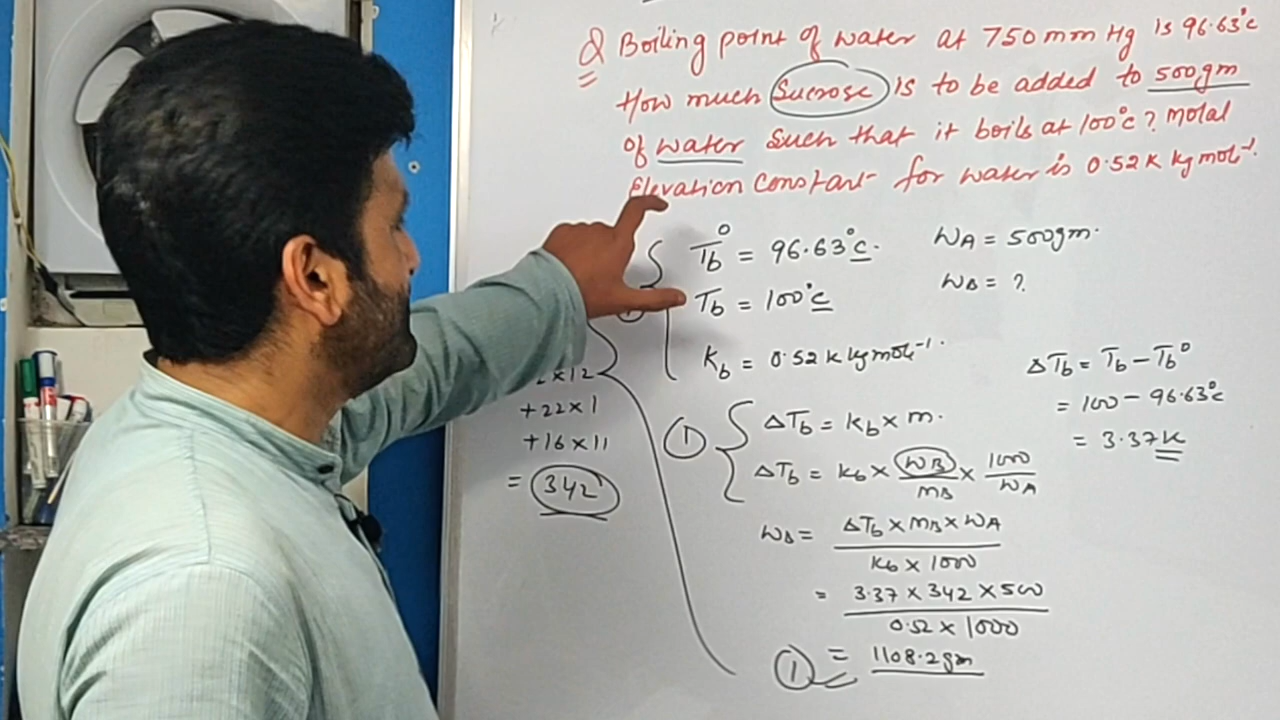 Q Boiling point of water at 750 mm Hg is 96.63°c
How much Sucrose is to be added to 500gm
of water such that it boils at 100°c? molal
Elevation Constant for water is 0.52 K kg mol⁻¹.
Tb° = 96.63°c.
WA = 500gm.
Tb = 100°c
WB = ?
Kb = 0.52 K kg mol⁻¹.
ΔTb = Tb - Tb°
= 100 - 96.63°c
= 3.37K
+22×1
+16×11
= 342
① ΔTb = Kb × m.
ΔTb = Kb × WB/MB × 1000/WA
WB = ΔTb × MB × WA / Kb × 1000
= 3.37 × 342 × 500 / 0.52 × 1000
① = 1108.2gm